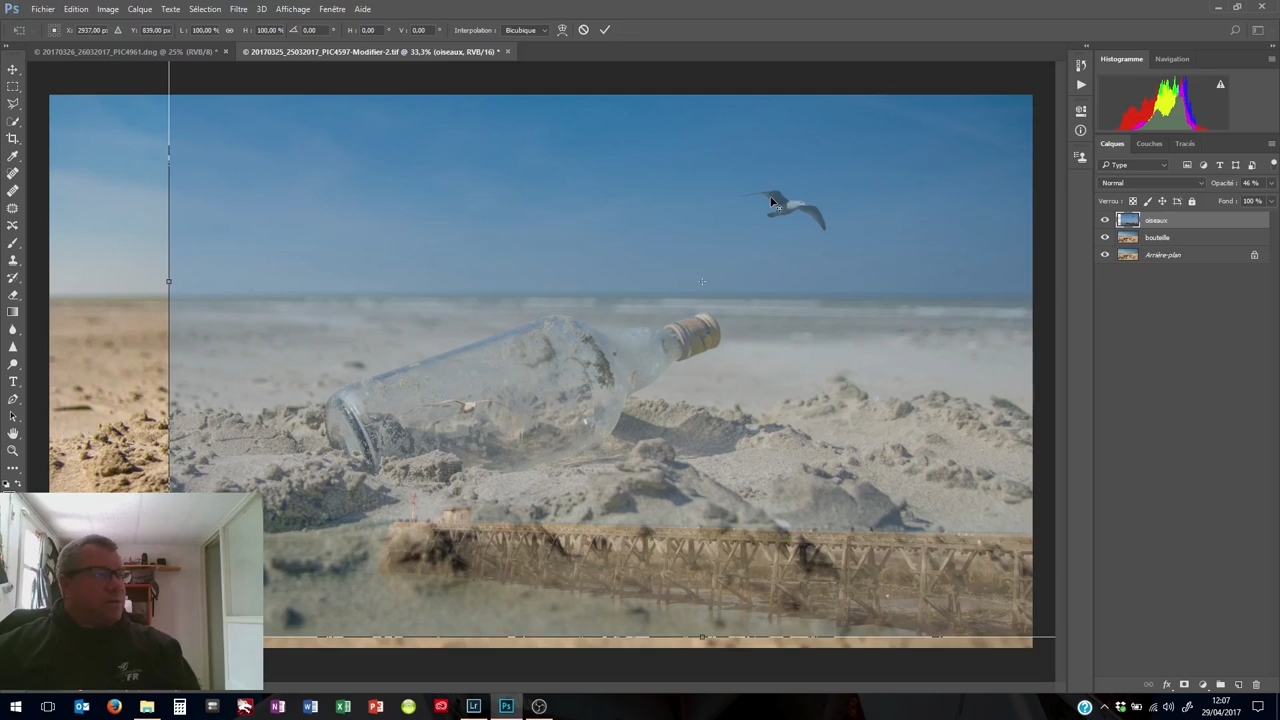 Ps Fichier Edition Image Calque Texte Sélection Filtre 3D Affichage Fenêtre Aide
X: 2937,00 px Y: 839,00 px L: 100,00 % H: 100,00 % 0,00 ° H: 0,00 ° V: 0,00 ° Interpolation : Bicubique
20170326_26032017_PIC4961.dng @ 25% (RVB/8) * × 20170325_25032017_PIC4597-Modifier-2.tif @ 33,3% (oiseaux, RVB/16) * ×
Histogramme Navigation
Calques Couches Tracés
Type
Normal Opacité : 46 %
Verrou : Fond : 100 %
oiseaux
bouteille
Arrière-plan
FR
12:07
29/04/2017